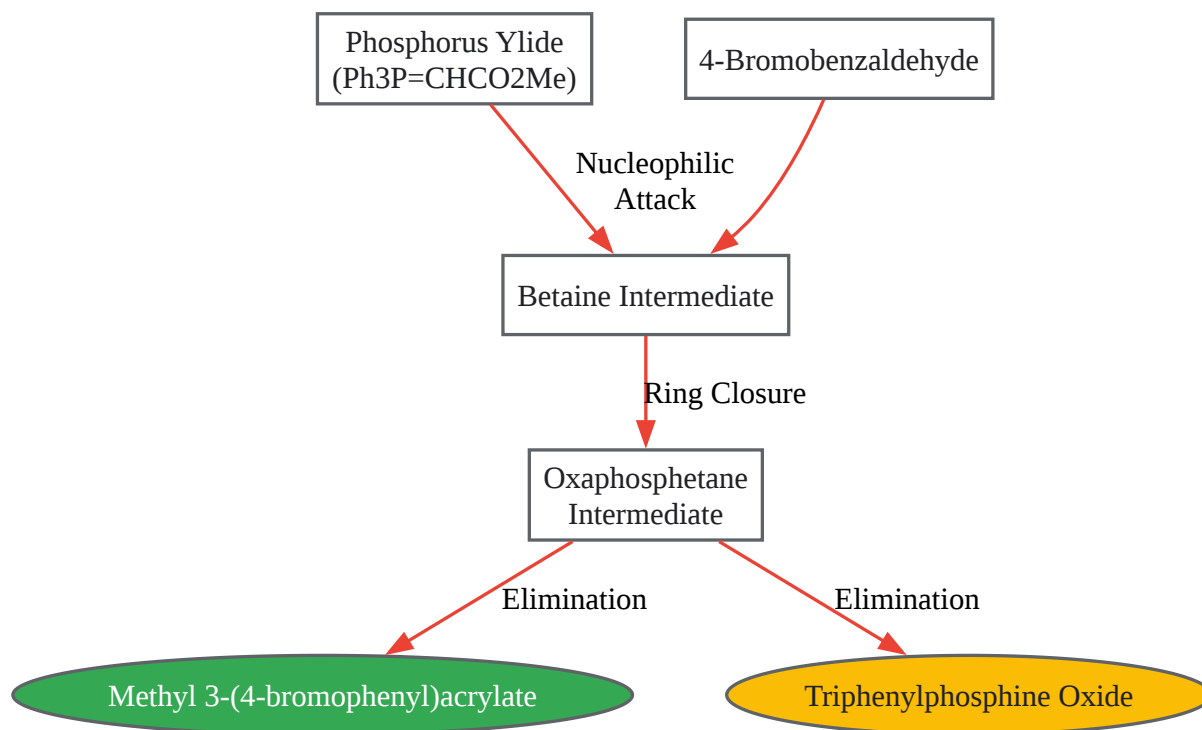 Phosphorus Ylide
(Ph3P=CHCO2Me)
4-Bromobenzaldehyde
Nucleophilic
Attack
Betaine Intermediate
Ring Closure
Oxaphosphetane
Intermediate
Elimination
Elimination
Methyl 3-(4-bromophenyl)acrylate
Triphenylphosphine Oxide